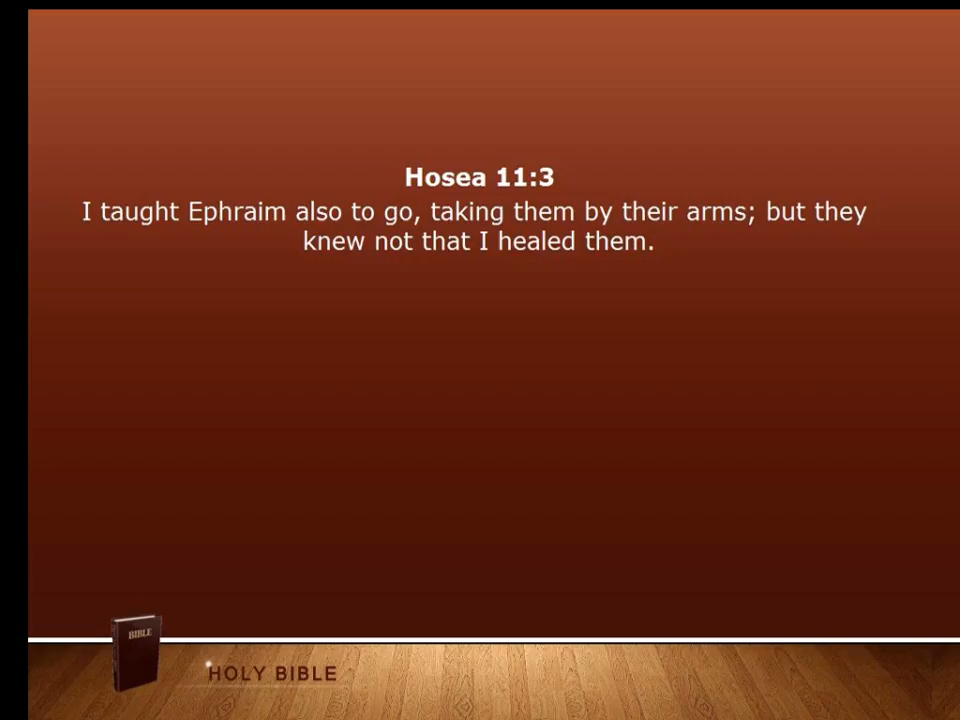 Hosea 11:3
I taught Ephraim also to go, taking them by their arms; but they
knew not that I healed them.
BIBLE
HOLY BIBLE